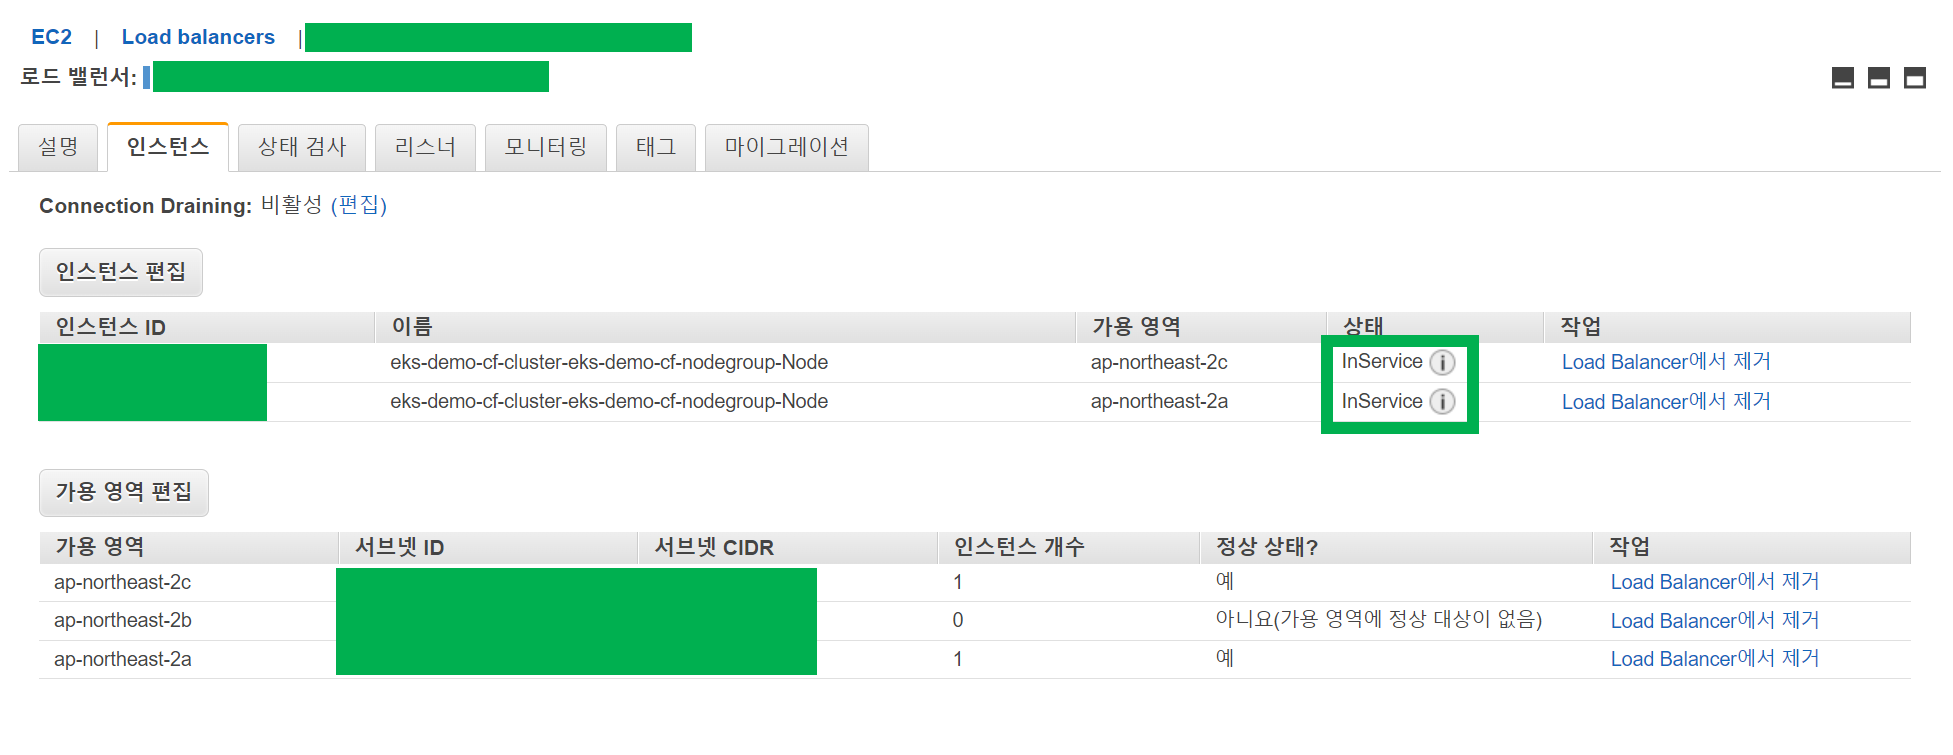 EC2 | Load balancers |
로드 밸런서:
설명 인스턴스 상태 검사 리스너 모니터링 태그 마이그레이션
Connection Draining: 비활성 (편집)
인스턴스 편집
인스턴스 ID 이름 가용 영역 상태 작업
eks-demo-cf-cluster-eks-demo-cf-nodegroup-Node ap-northeast-2c InService i Load Balancer에서 제거
eks-demo-cf-cluster-eks-demo-cf-nodegroup-Node ap-northeast-2a InService i Load Balancer에서 제거
가용 영역 편집
가용 영역 서브넷 ID 서브넷 CIDR 인스턴스 개수 정상 상태? 작업
ap-northeast-2c 1 예 Load Balancer에서 제거
ap-northeast-2b 0 아니요(가용 영역에 정상 대상이 없음) Load Balancer에서 제거
ap-northeast-2a 1 예 Load Balancer에서 제거